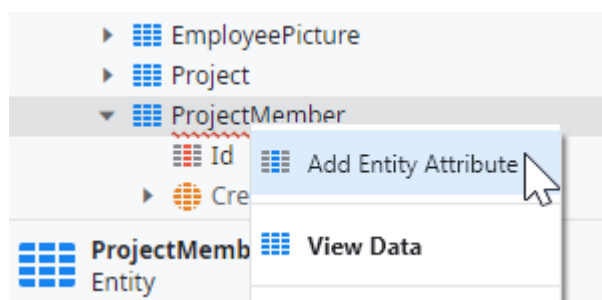 EmployeePicture
Project
ProjectMember
Id
Add Entity Attribute
Cre
ProjectMemb
View Data
Entity